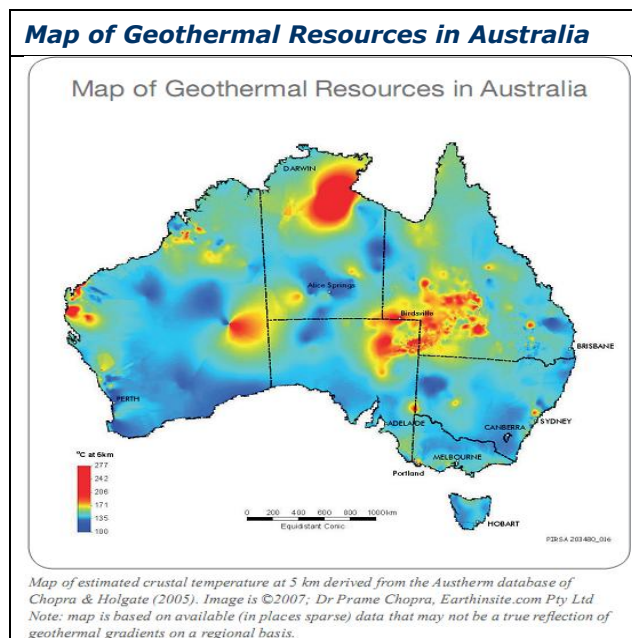 Map of Geothermal Resources in Australia
Map of Geothermal Resources in Australia
DARWIN
Alice Springs
Birdsville
BRISBANE
PERTH
ADELAIDE
SYDNEY
CANBERRA
MELBOURNE
Portland
HOBART
°C at 5km
277
242
206
171
135
100
0 200 400 600 800 1000km
Equidistant Conic
PIRSA 203480_016
Map of estimated crustal temperature at 5 km derived from the Austherm database of
Chopra & Holgate (2005). Image is ©2007; Dr Prame Chopra, Earthinsite.com Pty Ltd
Note: map is based on available (in places sparse) data that may not be a true reflection of
geothermal gradients on a regional basis.